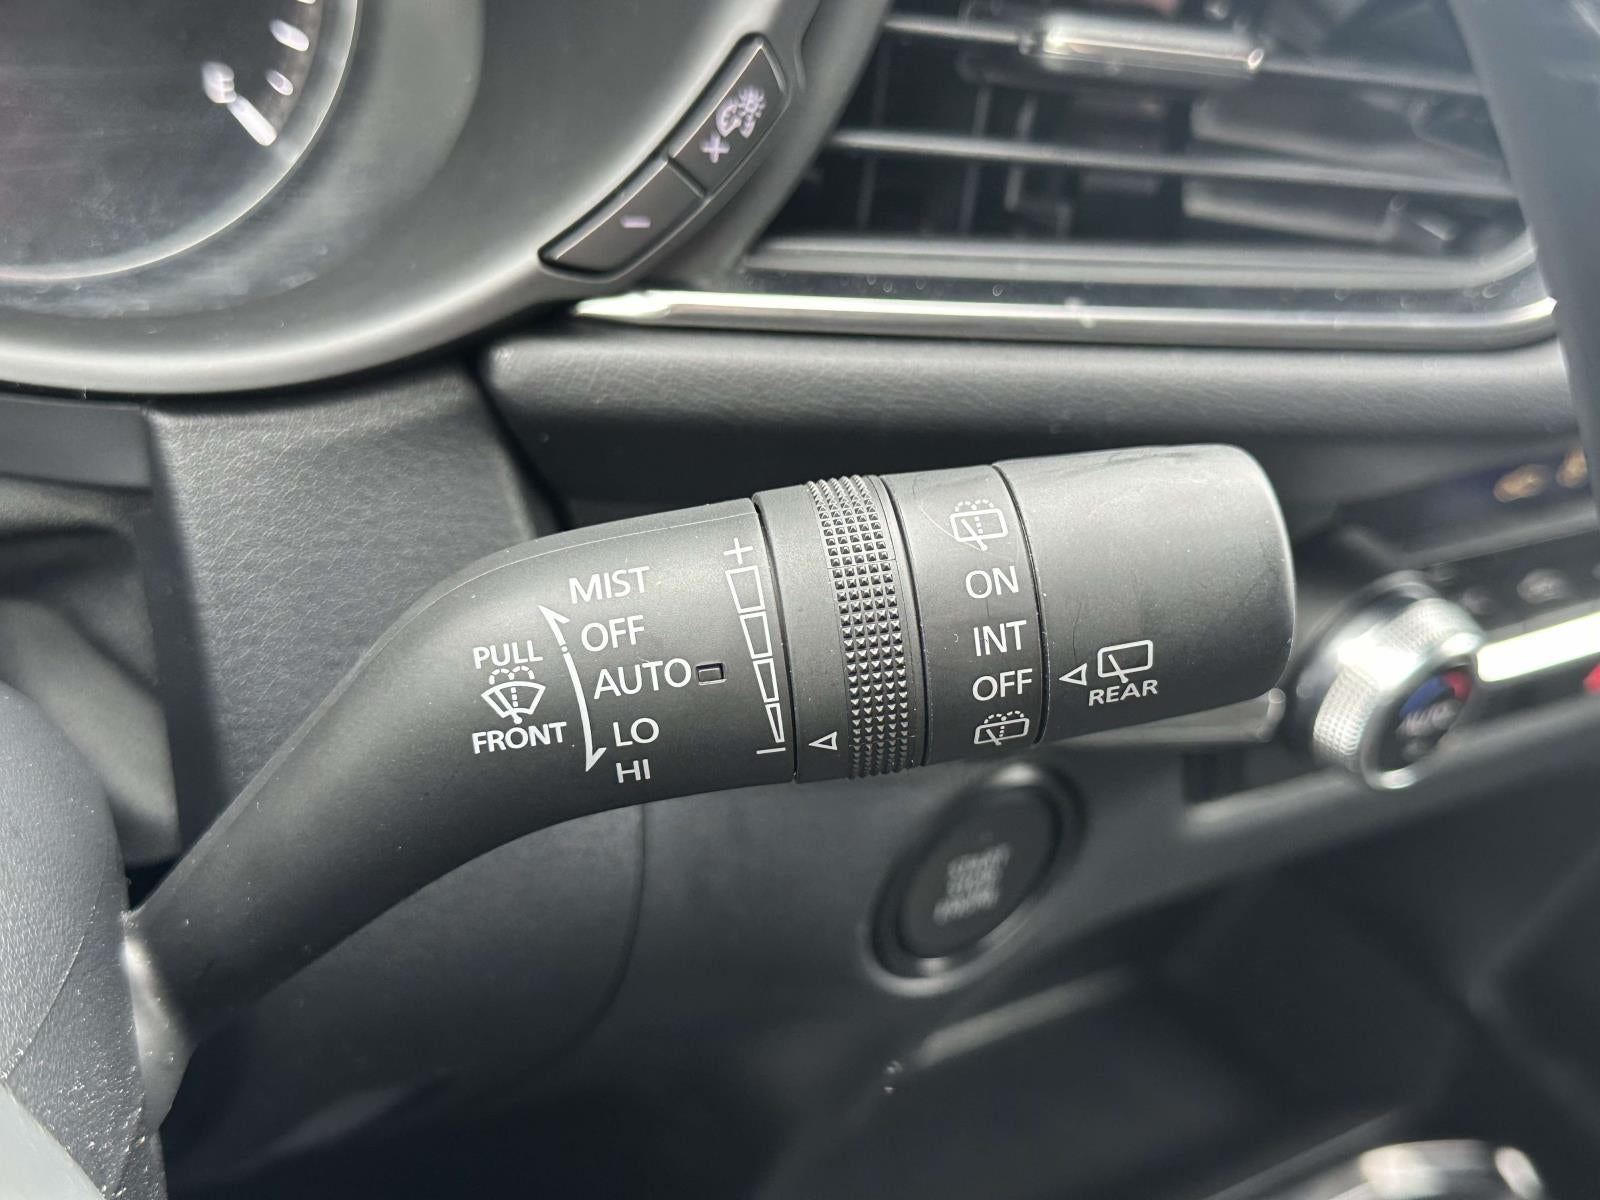 MIST
OFF
AUTO
LO
HI
PULL
FRONT
+
-
ON
INT
OFF
REAR
+
-